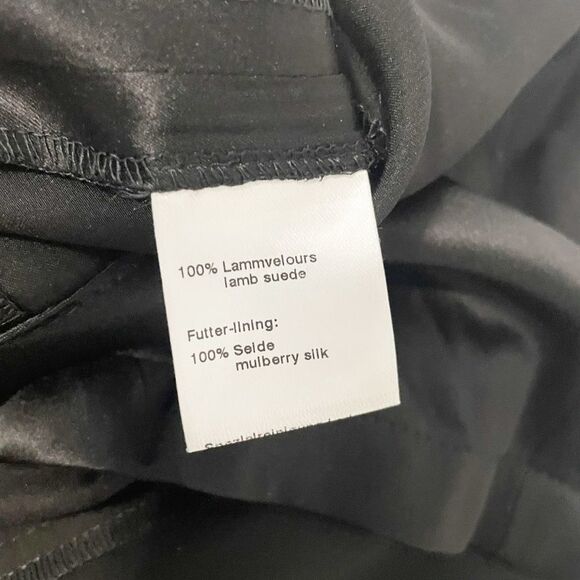 100% Lammvelours
lamb suede
Futter-lining:
100% Seide
mulberry silk